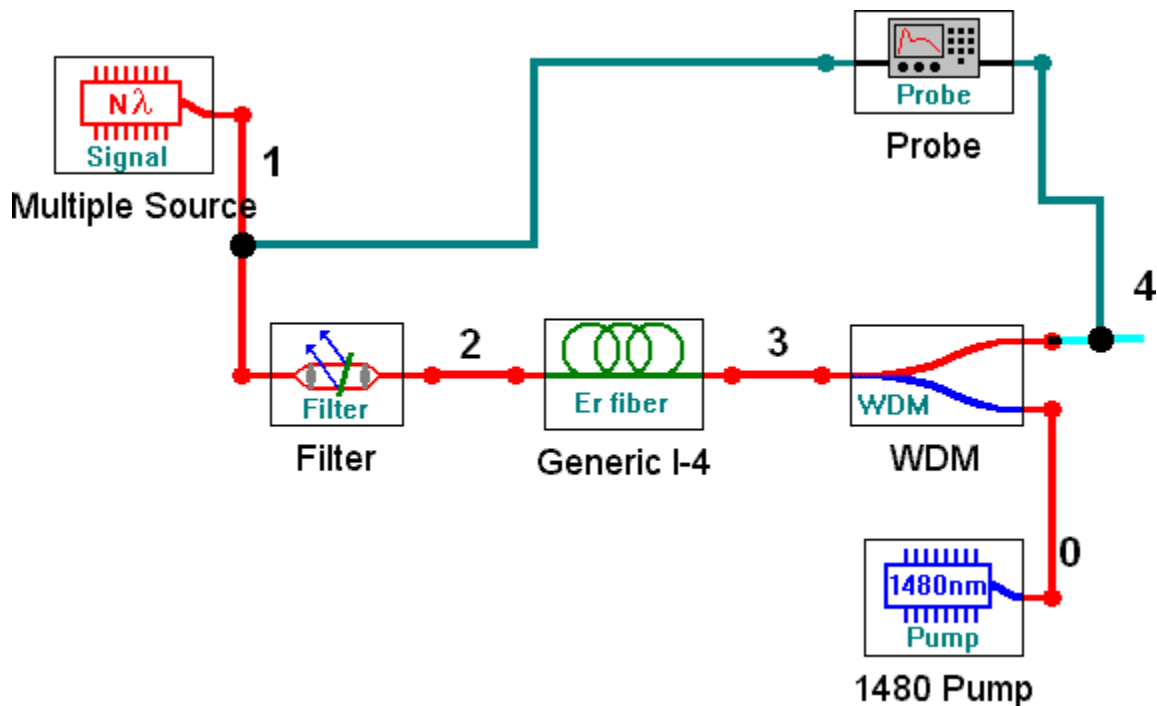 Nλ
Signal
Multiple Source
1
Probe
Probe
4
Filter
Filter
2
Er fiber
Generic I-4
3
WDM
WDM
0
1480nm
Pump
1480 Pump